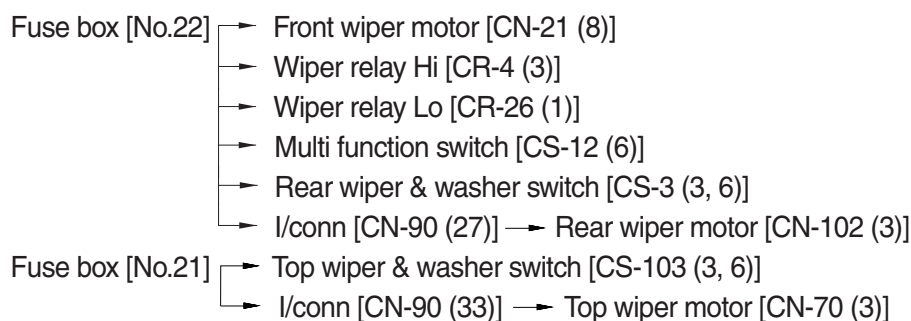 Fuse box [No.22] Front wiper motor [CN-21 (8)]
Wiper relay Hi [CR-4 (3)]
Wiper relay Lo [CR-26 (1)]
Multi function switch [CS-12 (6)]
Rear wiper & washer switch [CS-3 (3, 6)]
I/conn [CN-90 (27)] Rear wiper motor [CN-102 (3)]
Fuse box [No.21] Top wiper & washer switch [CS-103 (3, 6)]
I/conn [CN-90 (33)] Top wiper motor [CN-70 (3)]